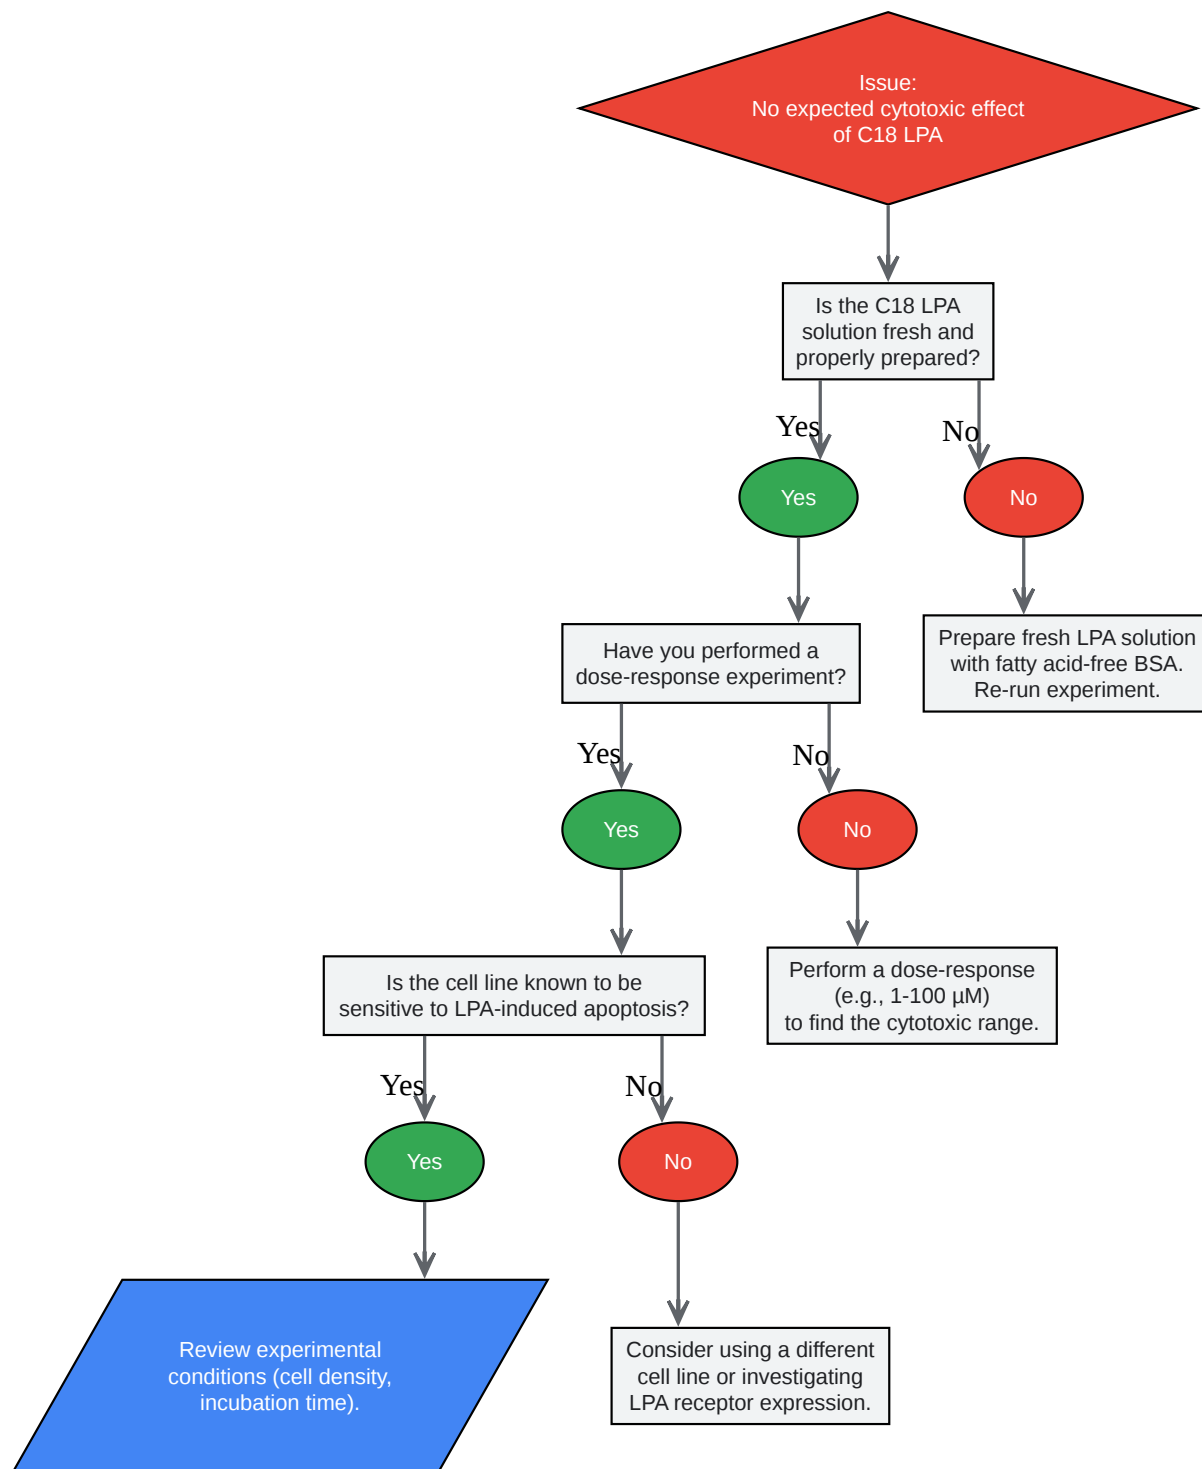 Issue:
No expected cytotoxic effect
of C18 LPA
Is the C18 LPA
solution fresh and
properly prepared?
Yes
No
Yes
No
Have you performed a
dose-response experiment?
Prepare fresh LPA solution
with fatty acid-free BSA.
Re-run experiment.
Yes
No
Yes
No
Is the cell line known to be
sensitive to LPA-induced apoptosis?
Perform a dose-response
(e.g., 1-100 µM)
to find the cytotoxic range.
Yes
No
Yes
No
Review experimental
conditions (cell density,
incubation time).
Consider using a different
cell line or investigating
LPA receptor expression.